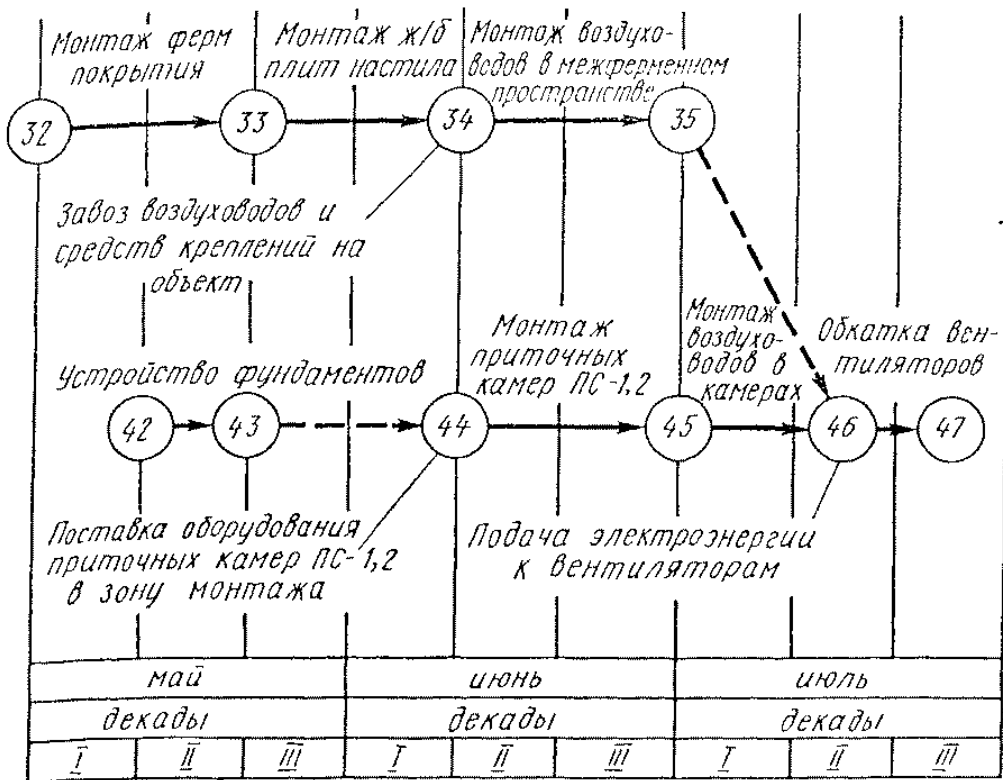 Монтаж ферм
покрытия
Монтаж ж/б
плит настила
Монтаж воздухо-
водов в межферменном
пространстве
32
33
34
35
Завоз воздуховодов и
средств креплений на
объект
Устройство фундаментов
Монтаж
приточных
камер ПС-1,2
Монтаж
воздухо-
водов в
камерах
Обкатка вен-
тиляторов
42
43
44
45
46
47
Поставка оборудования
приточных камер ПС-1,2
в зону монтажа
Подача электроэнергии
к вентиляторам
май
июнь
июль
декады
декады
декады
I
II
III
I
II
III
I
II
III